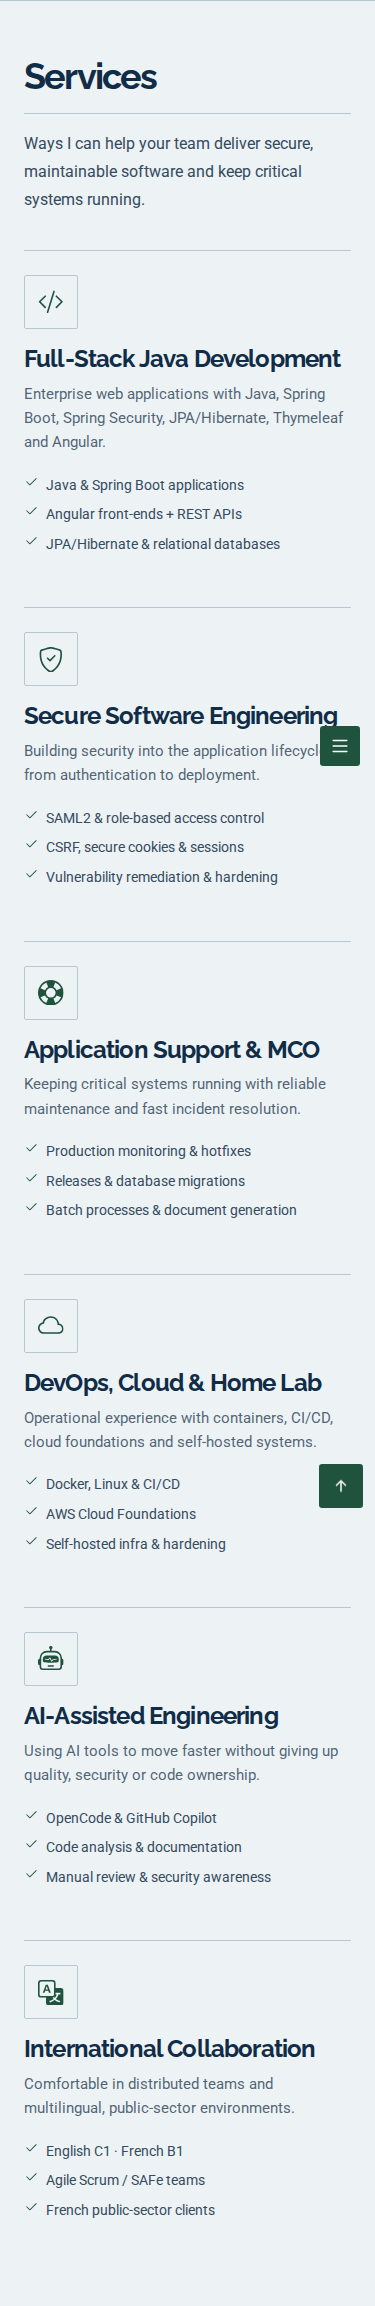 Services
Ways I can help your team deliver secure,
maintainable software and keep critical
systems running.
Full-Stack Java Development
Enterprise web applications with Java, Spring
Boot, Spring Security, JPA/Hibernate, Thymeleaf
and Angular.
Java & Spring Boot applications
Angular front-ends + REST APIs
JPA/Hibernate & relational databases
Secure Software Engineering
Building security into the application
from authentication to deployment.
SAML2 & role-based access control
CSRF, secure cookies & sessions
Vulnerability remediation & hardening
Application Support & MCO
Keeping critical systems running with reliable
maintenance and fast incident resolution.
Production monitoring & hotfixes
Releases & database migrations
Batch processes & document generation
DevOps, Cloud & Home Lab
Operational experience with containers, CI/CD,
cloud foundations and self-hosted systems.
Docker, Linux & CI/CD
AWS Cloud Foundations
Self-hosted infra & hardening
AI-Assisted Engineering
Using AI tools to move faster without giving up
quality, security or code ownership.
OpenCode & GitHub Copilot
Code analysis & documentation
Manual review & security awareness
A
International Collaboration
Comfortable in distributed teams and
multilingual, public-sector environments.
English C1 · French B1
Agile Scrum / SAFe teams
French public-sector clients